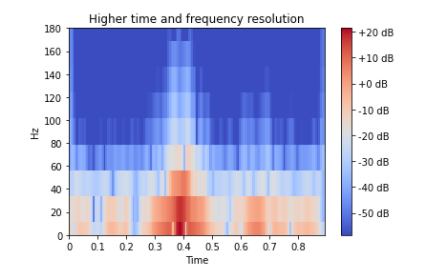 Higher time and frequency resolution
180
160
140
120
100
80
60
40
20
0
Hz
0 0.1 0.2 0.3 0.4 0.5 0.6 0.7 0.8
Time
+20 dB
+10 dB
+0 dB
-10 dB
-20 dB
-30 dB
-40 dB
-50 dB